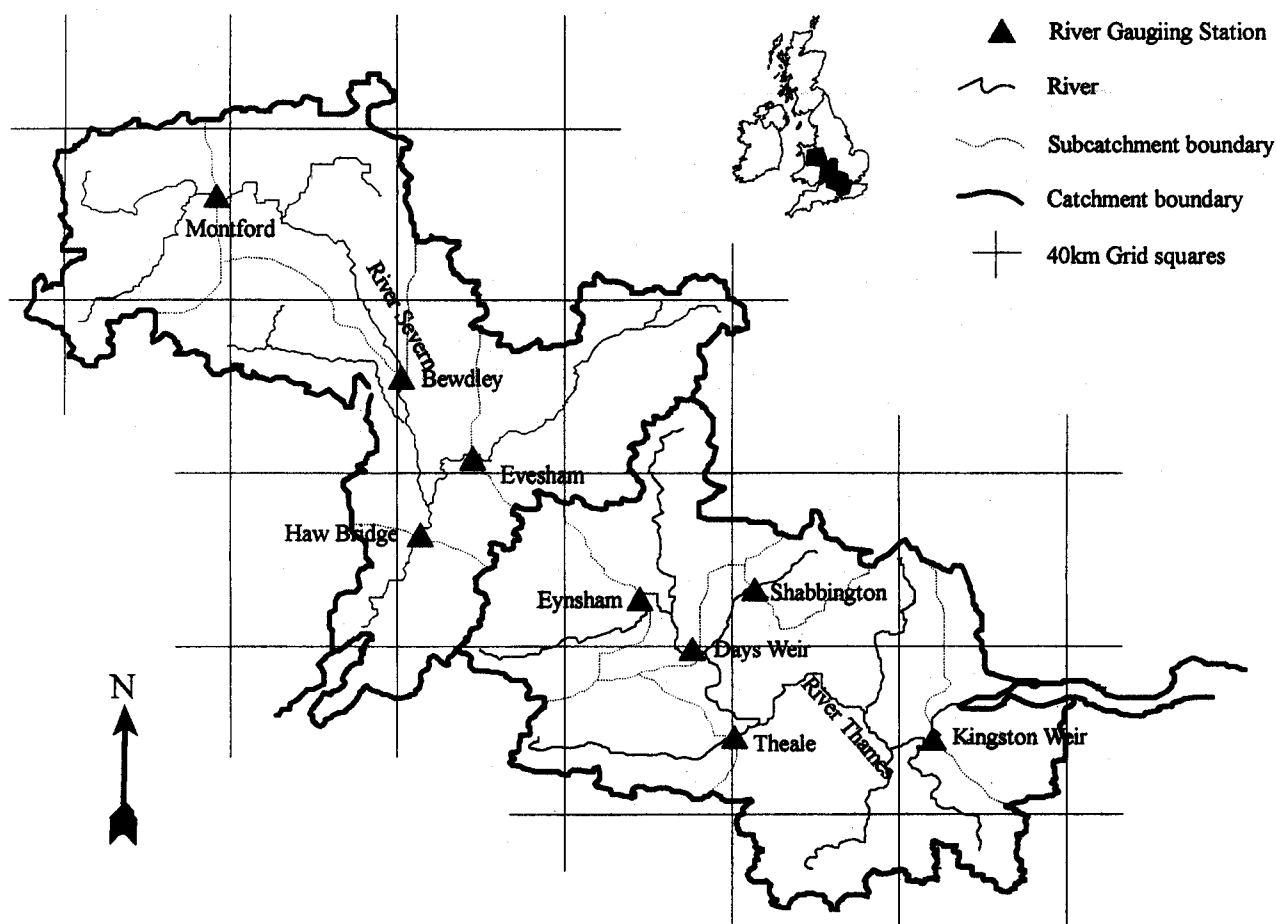 River Gaugiing Station
River
Subcatchment boundary
Catchment boundary
40km Grid squares
Montford
River Severn
Bewdley
Evesham
Haw Bridge
Eynsham
Shabbington
Days Weir
River Thames
Theale
Kingston Weir
N